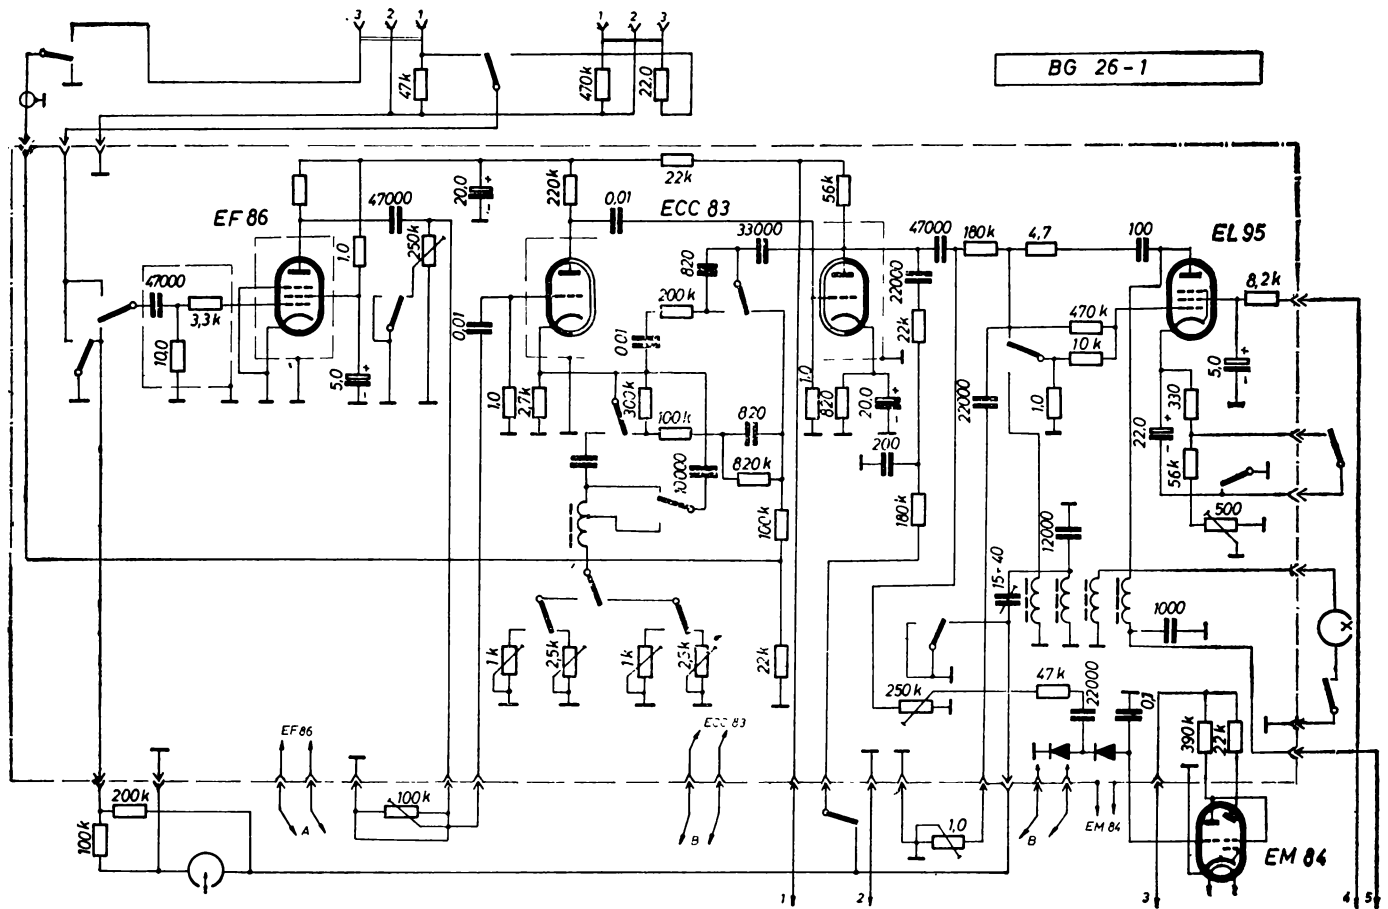 3 2 1
1 2 3
47k
470k
22,0
BG 26-1
22k
EF 86
47000
20,0
+
-
220k
0,01
ECC 83
56k
250k
1,0
33000
47000
180k
4,7
100
EL 95
8,2k
47000
3,3k
10,0
820
200k
22000
22k
470k
10k
0,01
0,01
5,0
+
-
1,0
2,7k
300k
100k
820
820k
10000
1,0
820
20,0
+
-
200
22000
1,0
330
5,0
+
-
22,0
+
-
56k
500
100k
180k
12000
15-40
1000
1k
2,5k
1k
2,5k
22k
250k
47k
22000
0,1
390k
22k
EF 86
ECC 83
200k
100k
A
100k
B
1,0
B
EM 84
EM 84
X
1
2
3
4
5